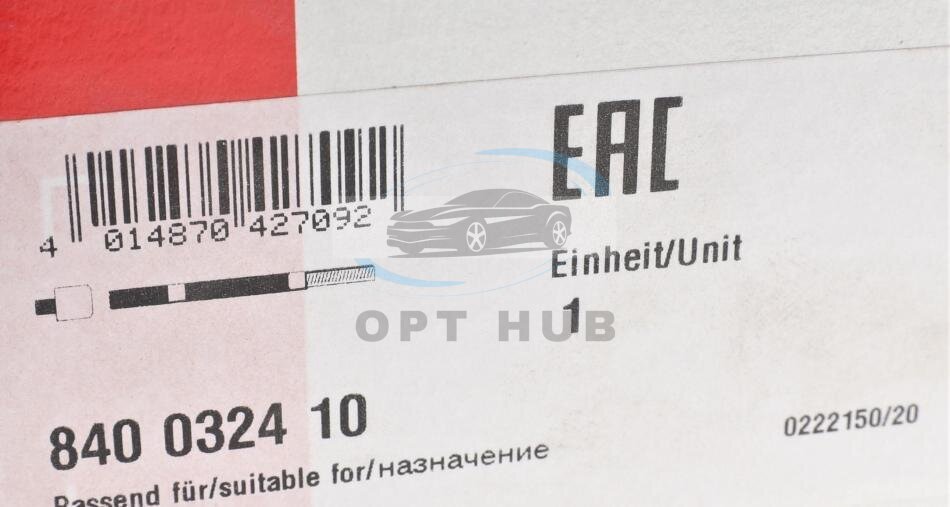 EAC
4 014870 427092
Einheit/Unit
1
OPT HUB
840 0324 10
0222150/20
Passend für/suitable for/назначение